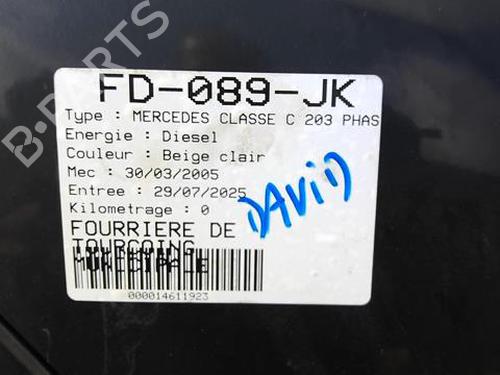 FD-089-JK
Type : MERCEDES CLASSE C 203 PHAS
Energie : Diesel
Couleur : Beige clair
Mec : 30/03/2005
Entree : 29/07/2025
Kilometrage : 0
DAViD
FOURRIERE DE
TOURCOING
000014611923
B-PARTS